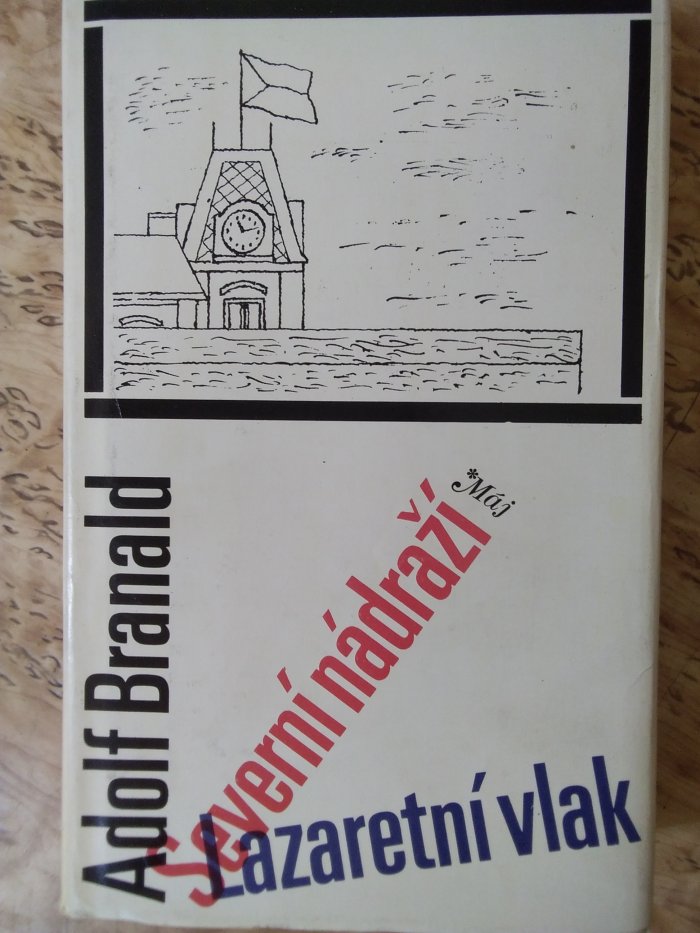 Adolf Branald
Severní nádraží
*Máj
Lazaretní vlak